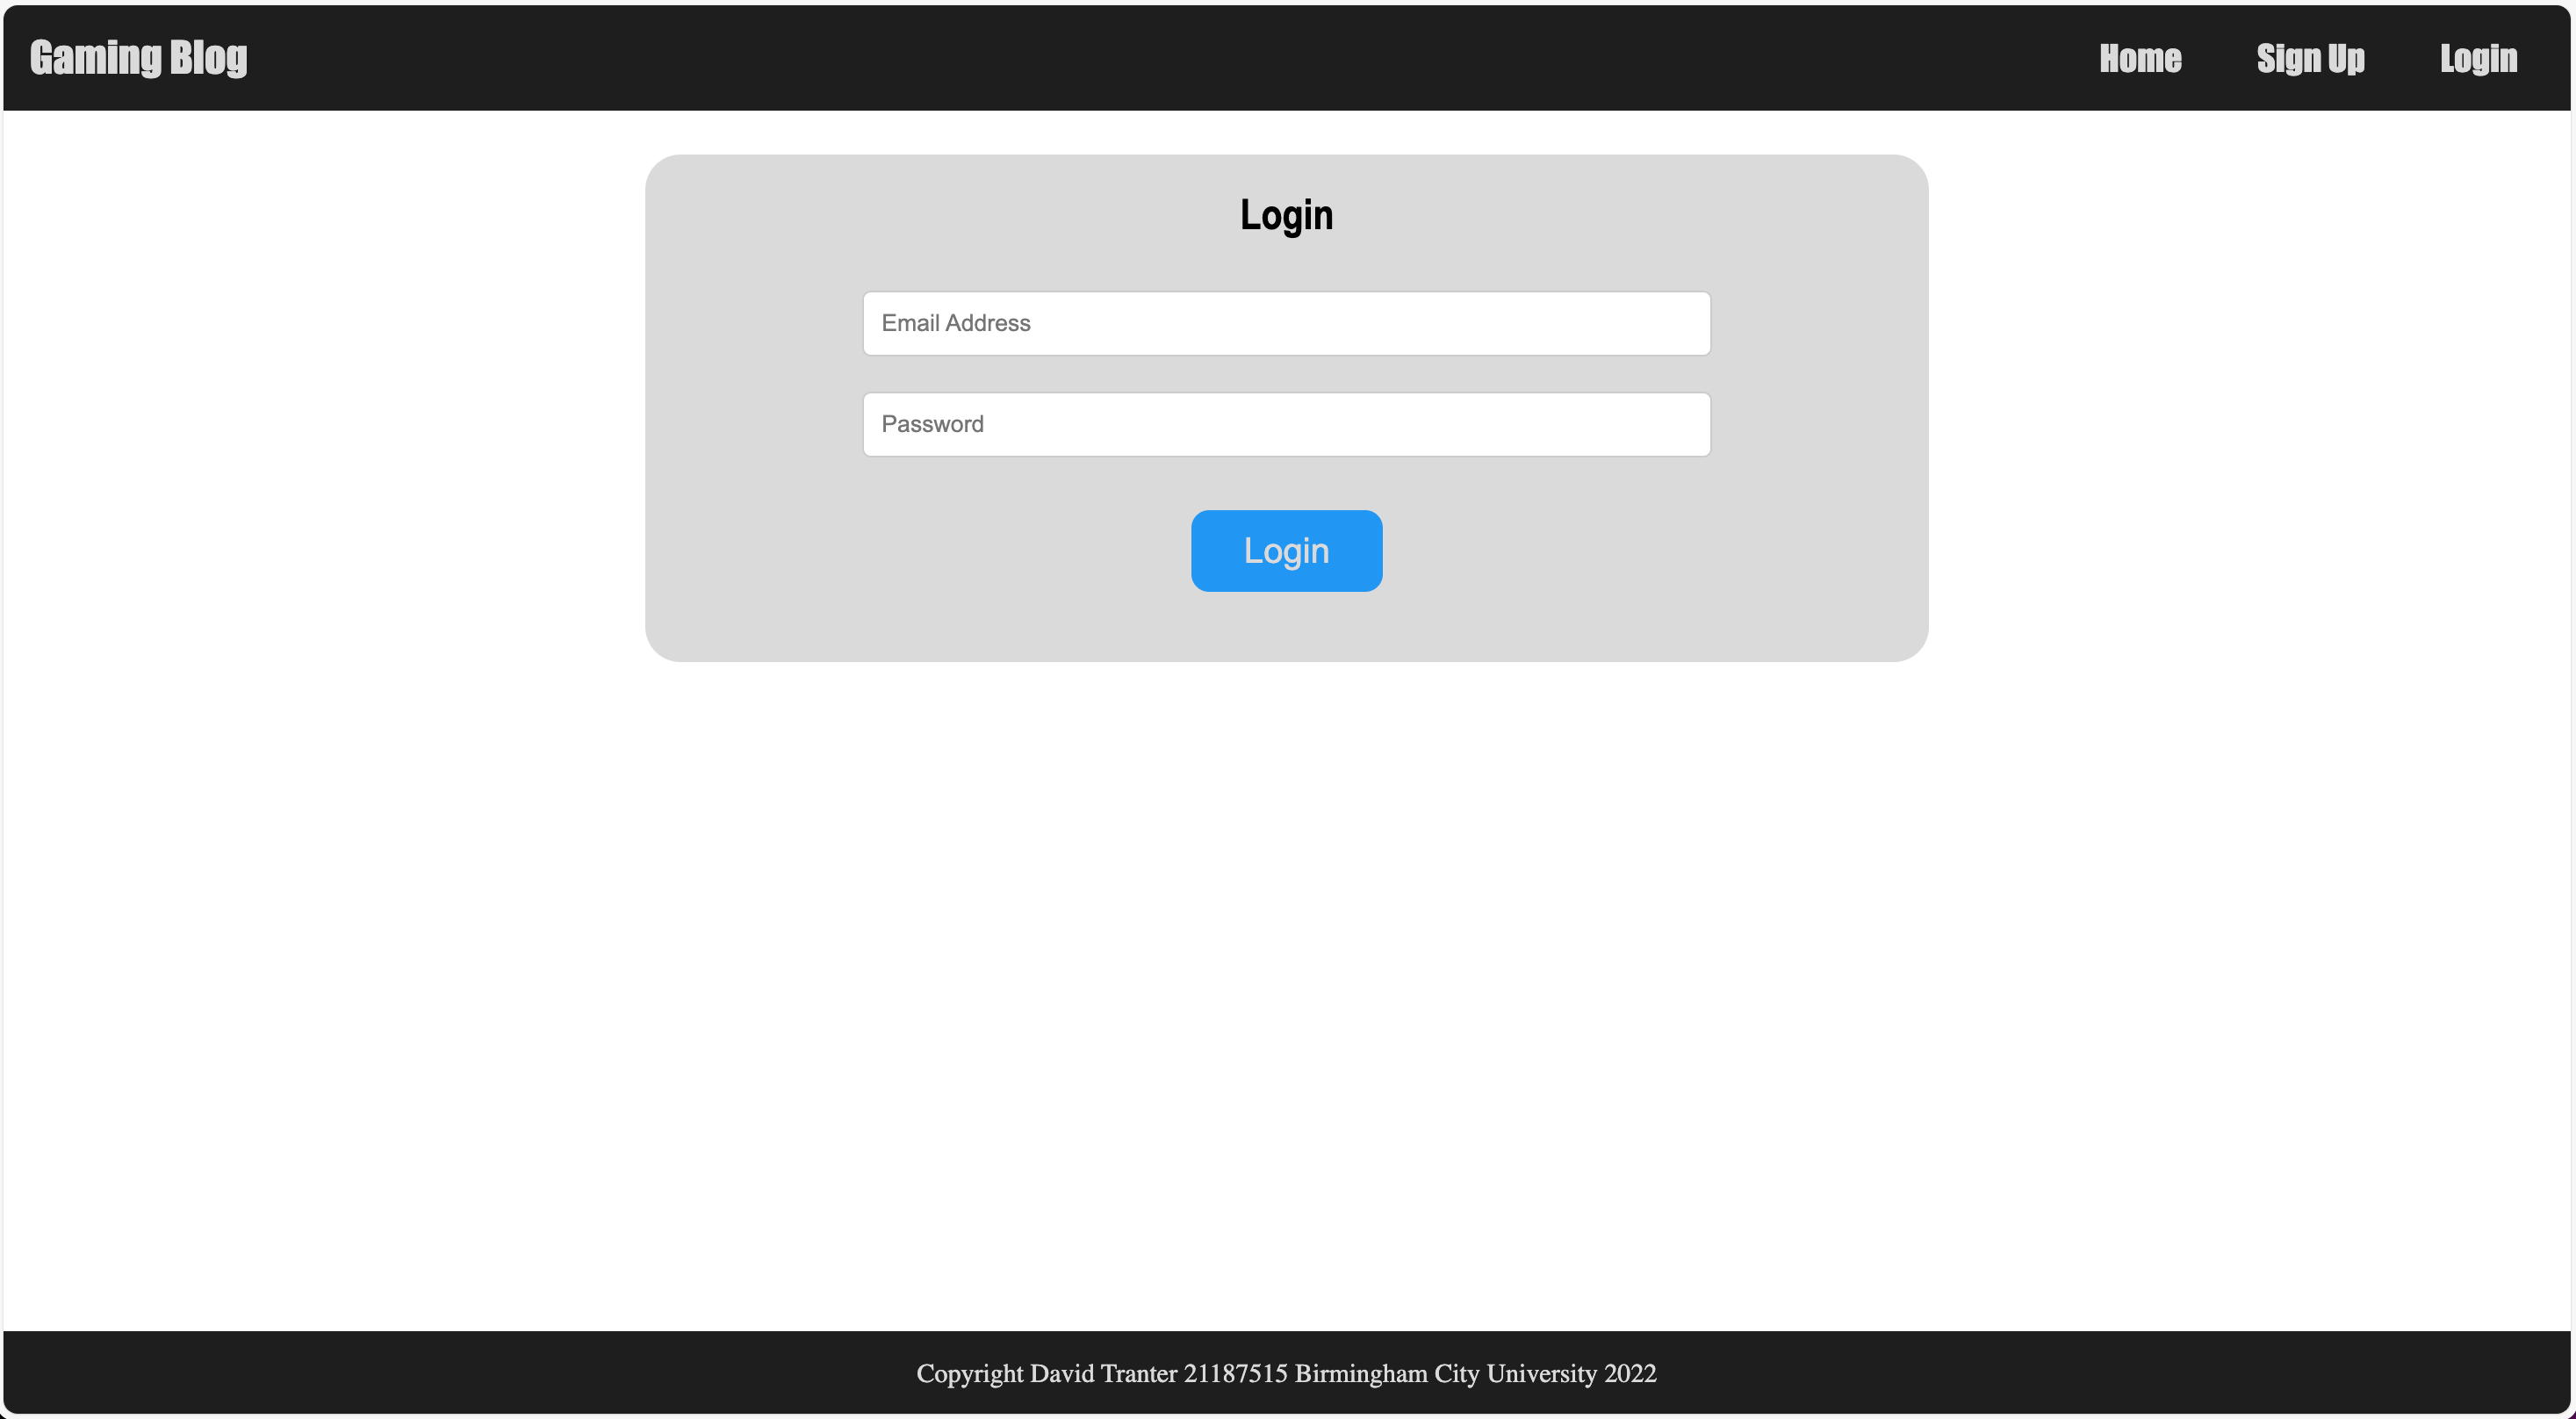 Gaming Blog
Home Sign Up Login
Login
Email Address
Password
Login
Copyright David Tranter 21187515 Birmingham City University 2022